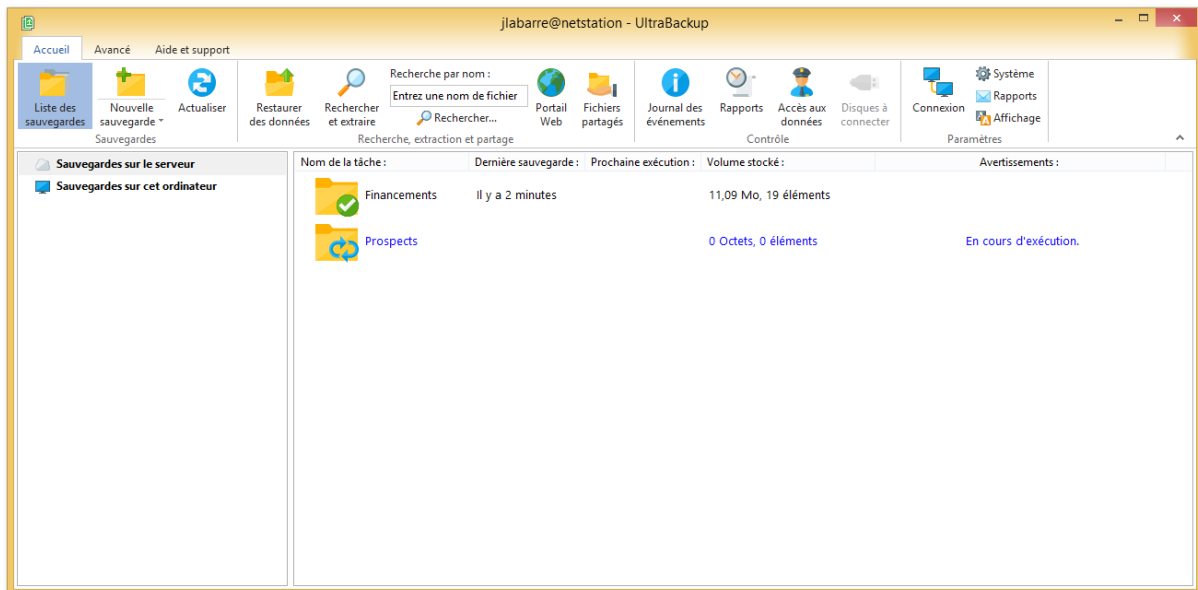 jlabarre@netstation - UltraBackup
Accueil Avancé Aide et support
Liste des sauvegardes
Nouvelle sauvegarde
Actualiser
Sauvegardes
Restaurer des données
Rechercher et extraire
Recherche par nom :
Entrez une nom de fichier
Rechercher...
Portail Web
Fichiers partagés
Recherche, extraction et partage
Journal des événements
Rapports
Accès aux données
Disques à connecter
Contrôle
Connexion
Système
Rapports
Affichage
Paramètres
Sauvegardes sur le serveur
Sauvegardes sur cet ordinateur
Nom de la tâche : Dernière sauvegarde : Prochaine exécution : Volume stocké : Avertissements :
Financements Il y a 2 minutes 11,09 Mo, 19 éléments
Prospects 0 Octets, 0 éléments En cours d'exécution.